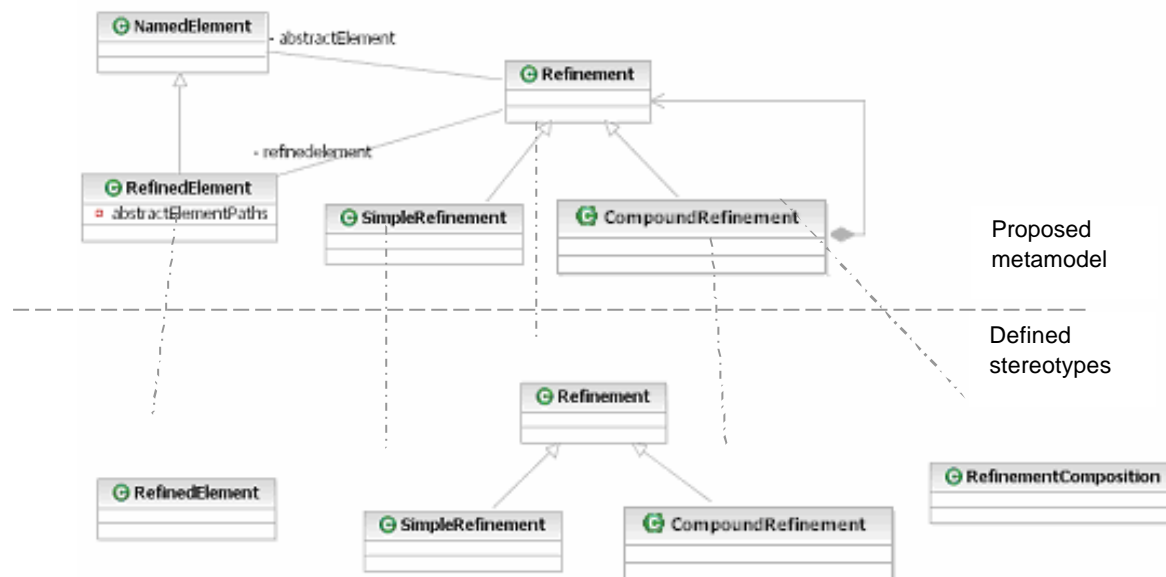 NamedElement
- abstractElement
Refinement
- refinedelement
RefinedElement
abstractElementPaths
SimpleRefinement
CompoundRefinement
Proposed
metamodel
Defined
stereotypes
Refinement
RefinedElement
RefinementComposition
SimpleRefinement
CompoundRefinement